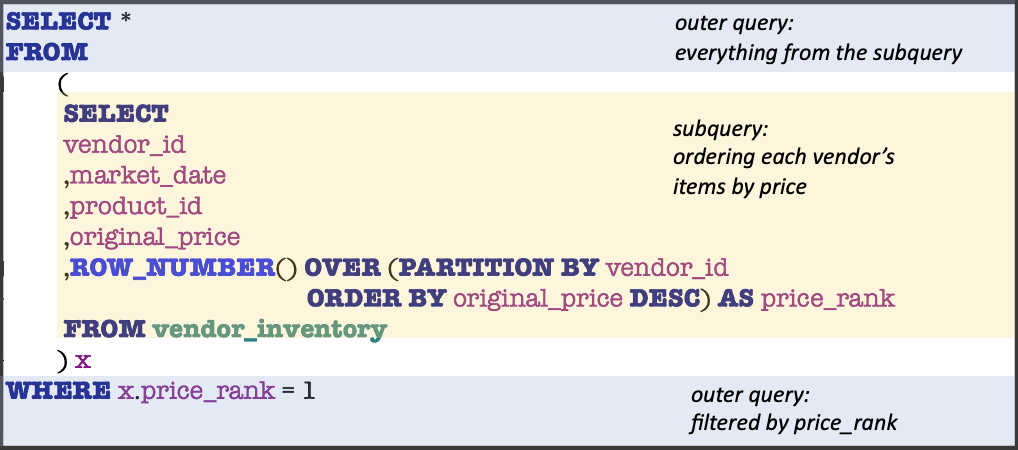 SELECT *
FROM
(
SELECT
vendor_id
,market_date
,product_id
,original_price
,ROW_NUMBER() OVER (PARTITION BY vendor_id
ORDER BY original_price DESC) AS price_rank
FROM vendor_inventory
) x
WHERE x.price_rank = 1
outer query:
everything from the subquery
subquery:
ordering each vendor’s
items by price
outer query:
filtered by price_rank